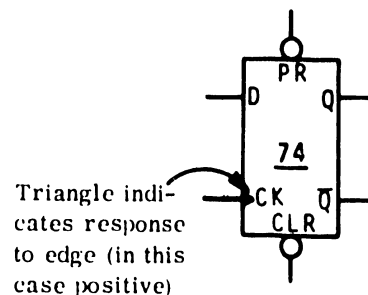 PR
D Q
74
CK Q̅
CLR
Triangle indi-
cates response
to edge (in this
case positive)